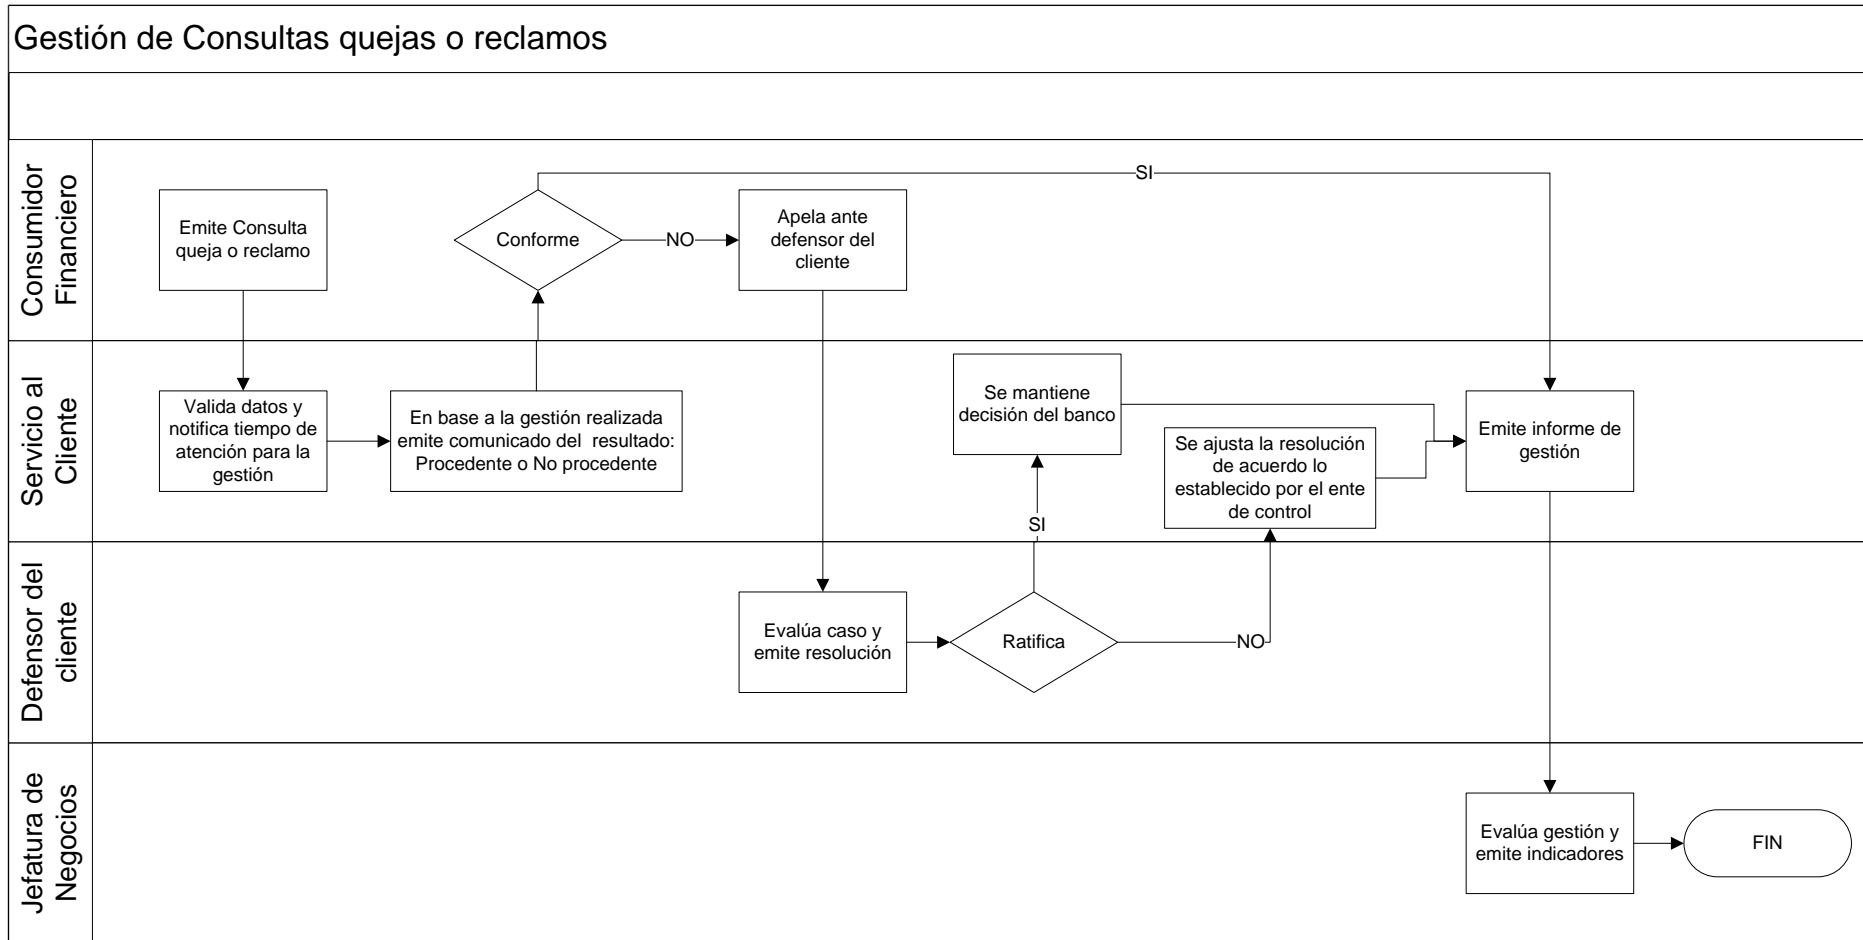 Gestión de Consultas quejas o reclamos
Consumidor
Financiero
Emite Consulta
queja o reclamo
Conforme
NO
Apela ante
defensor del
cliente
SI
Servicio al
Cliente
Valida datos y
notifica tiempo de
atención para la
gestión
En base a la gestión realizada
emite comunicado del  resultado:
Procedente o No procedente
Se mantiene
decisión del banco
SI
Se ajusta la resolución
de acuerdo lo
establecido por el ente
de control
Emite informe de
gestión
Defensor del
cliente
Evalúa caso y
emite resolución
Ratifica
NO
Jefatura de
Negocios
Evalúa gestión y
emite indicadores
FIN